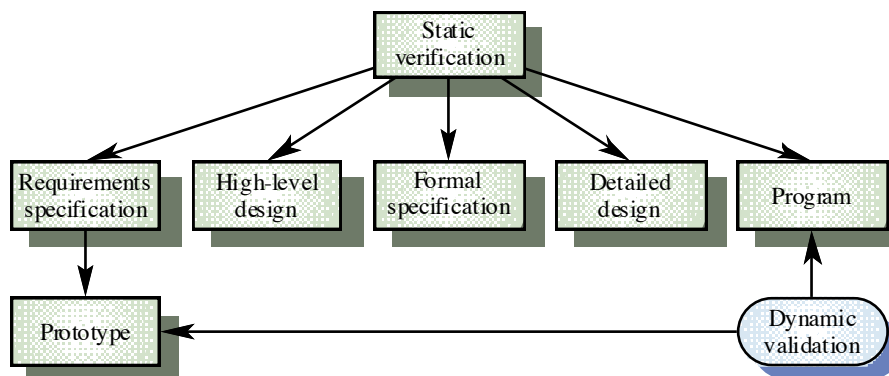 Static
verification
Requirements
specification
High-level
design
Formal
specification
Detailed
design
Program
Prototype
Dynamic
validation